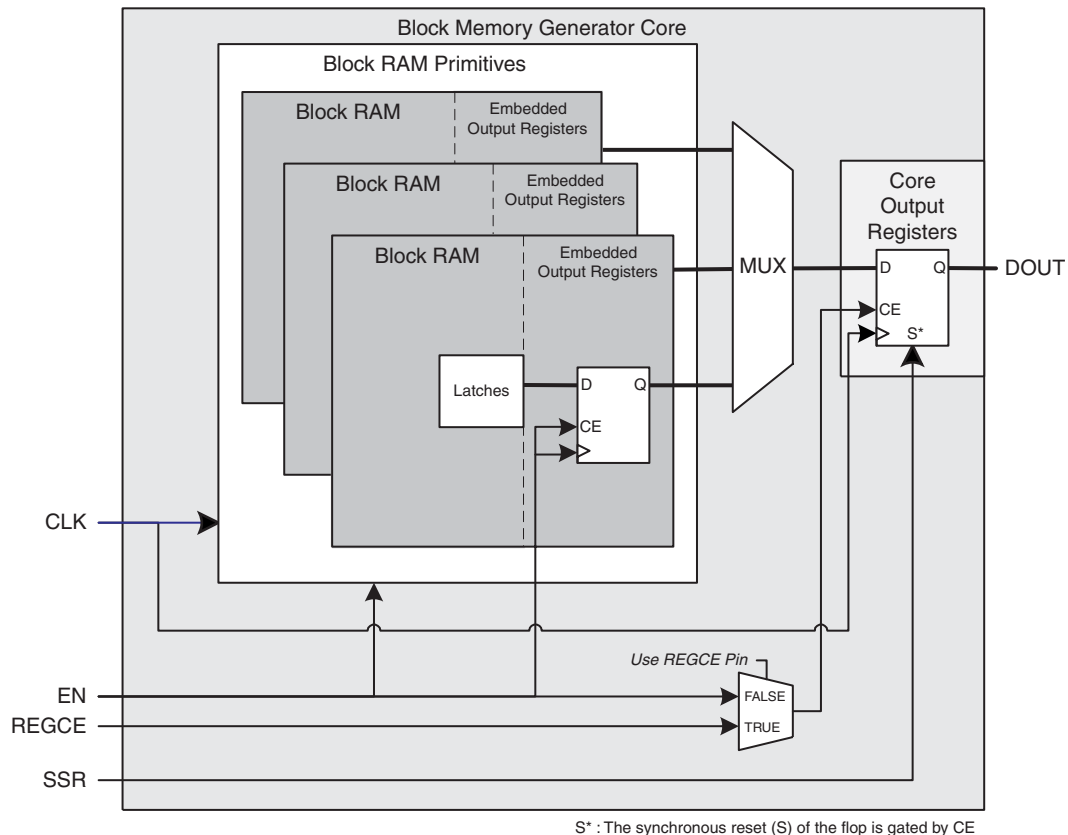 Block Memory Generator Core
Block RAM Primitives
Block RAM
Embedded
Output Registers
Block RAM
Embedded
Output Registers
Block RAM
Embedded
Output Registers
MUX
Core
Output
Registers
D
Q
CE
S*
DOUT
Latches
D
Q
CE
CLK
Use REGCE Pin
EN
FALSE
REGCE
TRUE
SSR
S* : The synchronous reset (S) of the flop is gated by CE